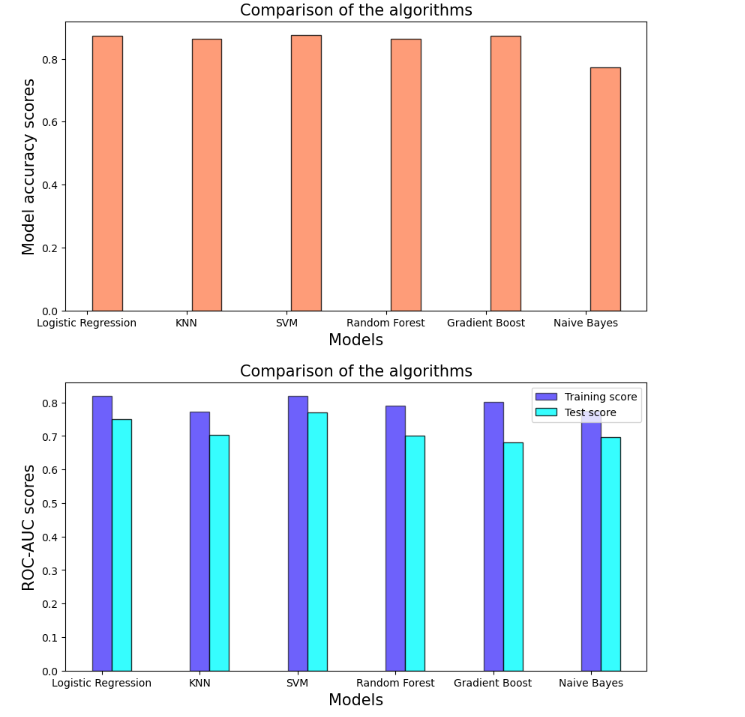 Comparison of the algorithms
Model accuracy scores
0.8
0.6
0.4
0.2
0.0
Logistic Regression KNN SVM Random Forest Gradient Boost Naive Bayes
Models
Comparison of the algorithms
ROC-AUC scores
Training score
Test score
0.8
0.7
0.6
0.5
0.4
0.3
0.2
0.1
0.0
Logistic Regression KNN SVM Random Forest Gradient Boost Naive Bayes
Models